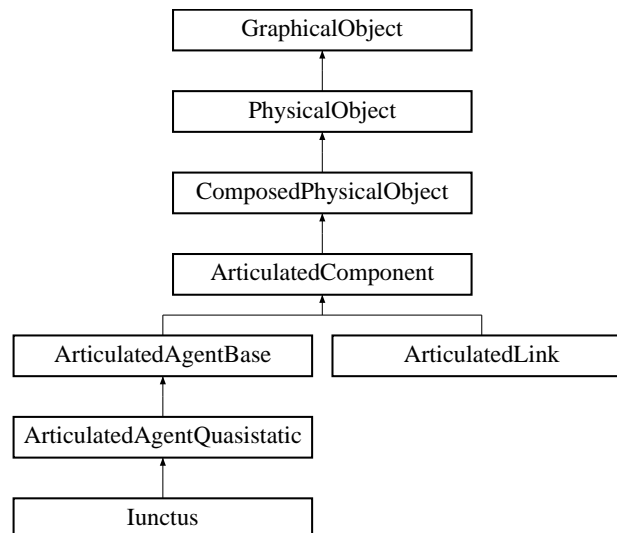 GraphicalObject
PhysicalObject
ComposedPhysicalObject
ArticulatedComponent
ArticulatedAgentBase
ArticulatedLink
ArticulatedAgentQuasistatic
Iunctus